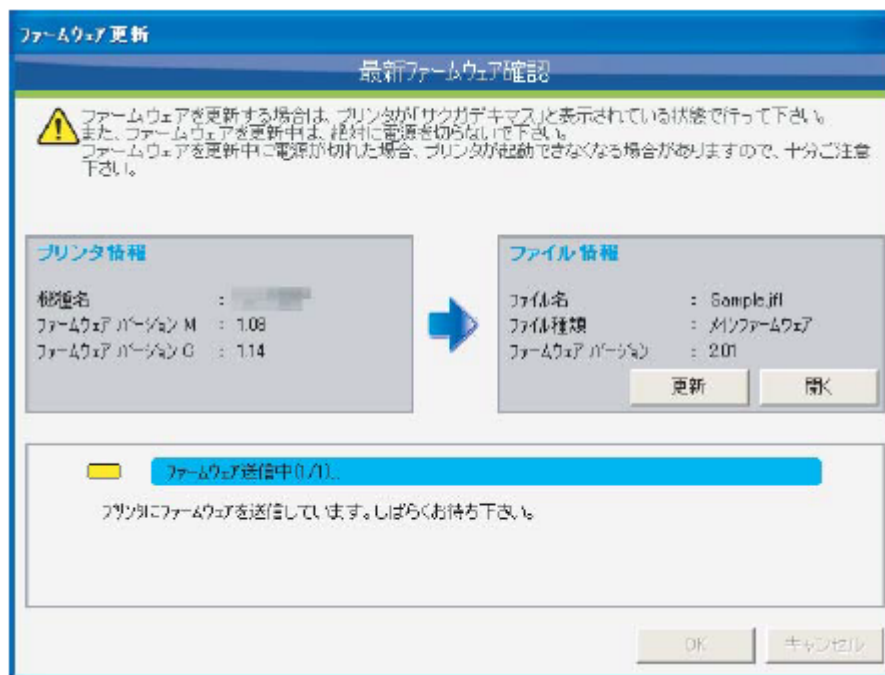 ファームウェア更新
最新ファームウェア確認
ファームウェアを更新する場合は、プリンタが「サクガデキマス」と表示されている状態で行って下さい。
また、ファームウェアを更新中は、絶対に電源を切らないで下さい。
ファームウェアを更新中に電源が切れた場合、プリンタが起動できなくなる場合がありますので、十分ご注意
下さい。
プリンタ情報
機種名 :
ファームウェア バージョン M : 1.08
ファームウェア バージョン G : 1.14
ファイル情報
ファイル名 : Sample.jfl
ファイル種類 : メインファームウェア
ファームウェア バージョン : 2.01
更新 開く
ファームウェア送信中(1/1)...
プリンタにファームウェアを送信しています。しばらくお待ち下さい。
OK キャンセル